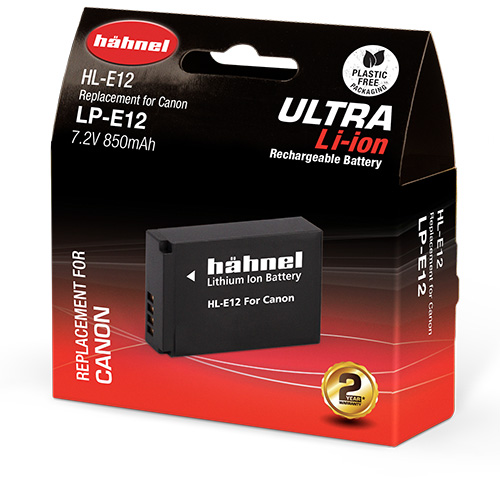 hähnel
HL-E12
Replacement for Canon
LP-E12
7.2V 850mAh
PLASTIC
FREE
PACKAGING
ULTRA
Li-ion
Rechargeable Battery
hähnel
Lithium Ion Battery
HL-E12 For Canon
REPLACEMENT FOR
CANON
HL-E12
Replacement for Canon
LP-E12
2
YEAR
WARRANTY